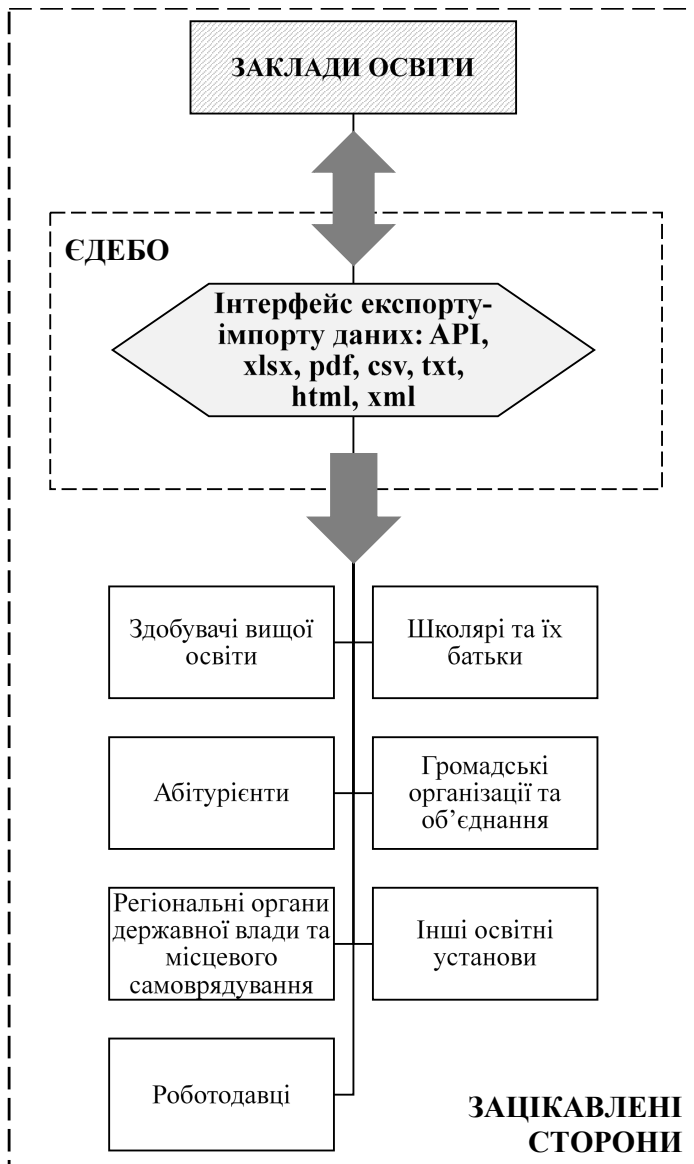 ЗАКЛАДИ ОСВІТИ
ЄДЕБО
Інтерфейс експорту-
імпорту даних: API,
xlsx, pdf, csv, txt,
html, xml
Здобувачі вищої
освіти
Школярі та їх
батьки
Абітурієнти
Громадські
організації та
об’єднання
Регіональні органи
державної влади та
місцевого
самоврядування
Інші освітні
установи
Роботодавці
ЗАЦІКАВЛЕНІ
СТОРОНИ